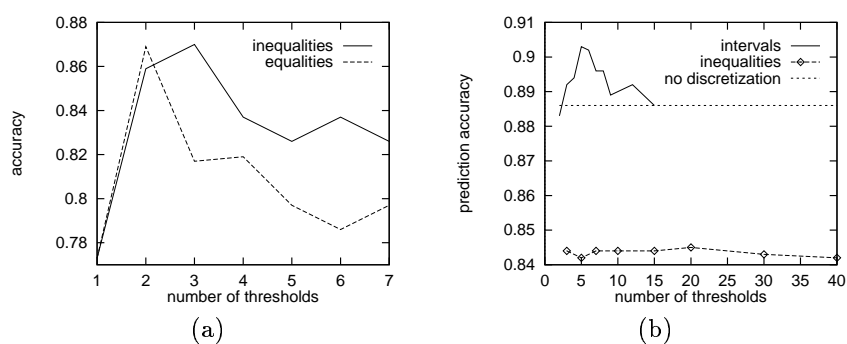 0.88
0.86
0.84
0.82
0.8
0.78
accuracy
inequalities
equalities
1 2 3 4 5 6 7
number of thresholds
(a)
0.91
0.9
0.89
0.88
0.87
0.86
0.85
0.84
prediction accuracy
intervals
inequalities
no discretization
0 5 10 15 20 25 30 35 40
number of thresholds
(b)